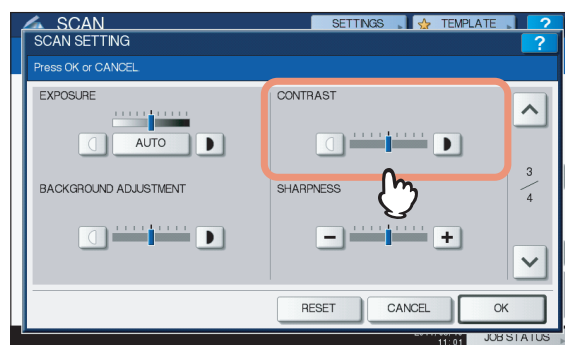 SCAN
SETTINGS
TEMPLATE
?
SCAN SETTING
?
Press OK or CANCEL
EXPOSURE
CONTRAST
AUTO
3
4
BACKGROUND ADJUSTMENT
SHARPNESS
RESET
CANCEL
OK
11:01
JOB STATUS